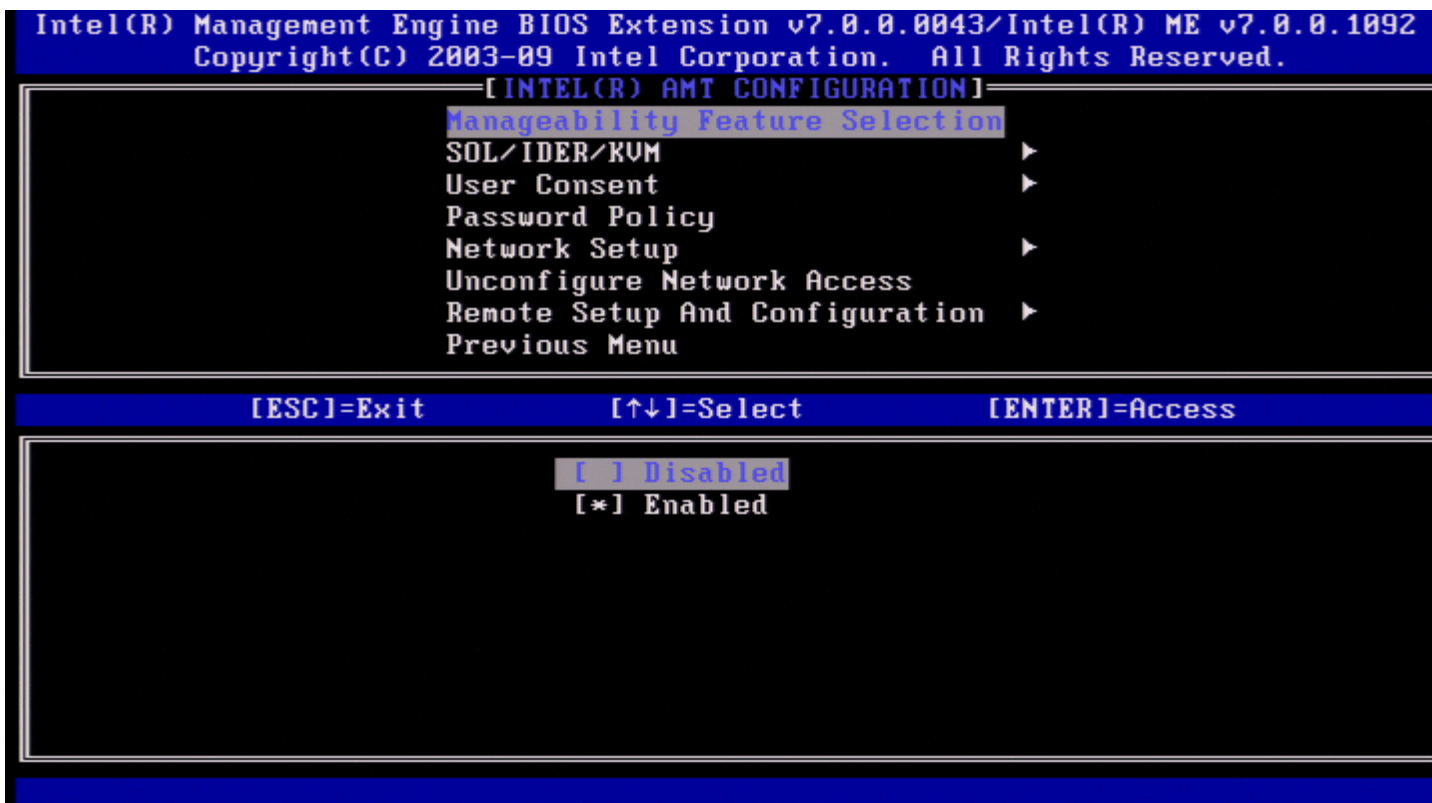 Intel(R) Management Engine BIOS Extension v7.0.0.0043/Intel(R) ME v7.0.0.1092
Copyright(C) 2003-09 Intel Corporation. All Rights Reserved.
[INTEL(R) AMT CONFIGURATION]
Manageability Feature Selection
SOL/IDER/KVM ►
User Consent ►
Password Policy
Network Setup ►
Unconfigure Network Access
Remote Setup And Configuration ►
Previous Menu
[ESC]=Exit [↑↓]=Select [ENTER]=Access
[ ] Disabled
[*] Enabled